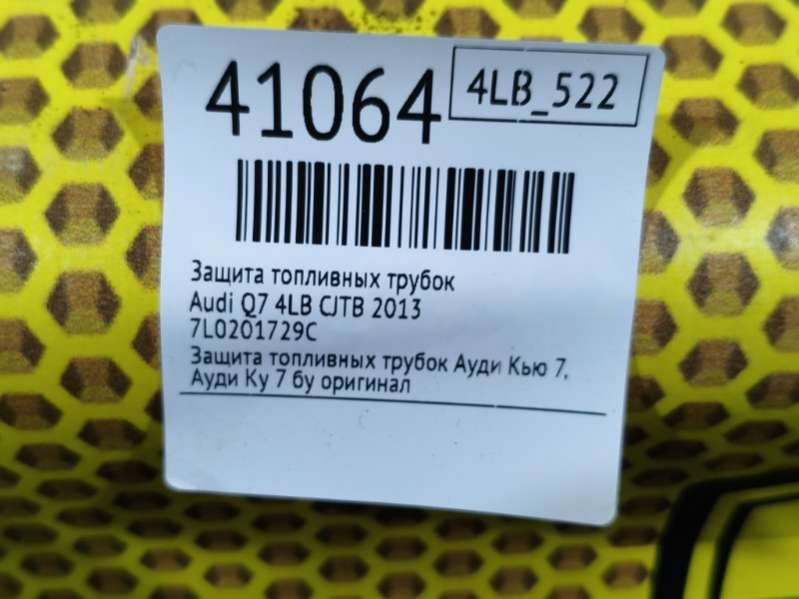 41064
4LB_522
Защита топливных трубок
Audi Q7 4LB CJTB 2013
7L0201729C
Защита топливных трубок Ауди Кью 7,
Ауди Ку 7 бу оригинал